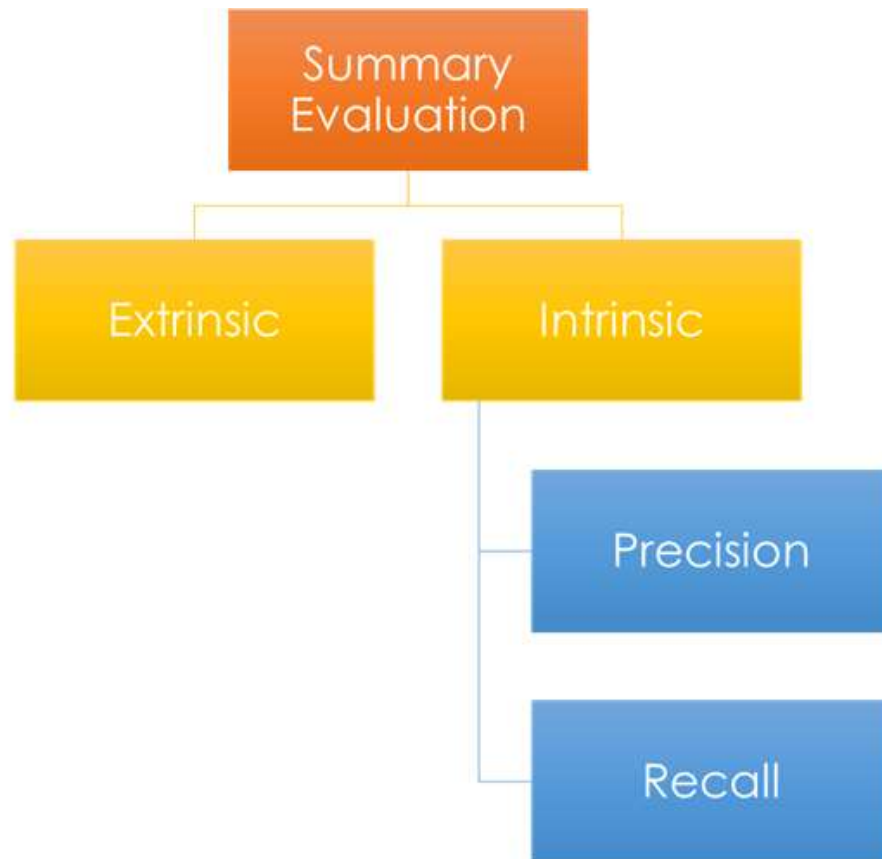 Summary
Evaluation
Extrinsic
Intrinsic
Precision
Recall